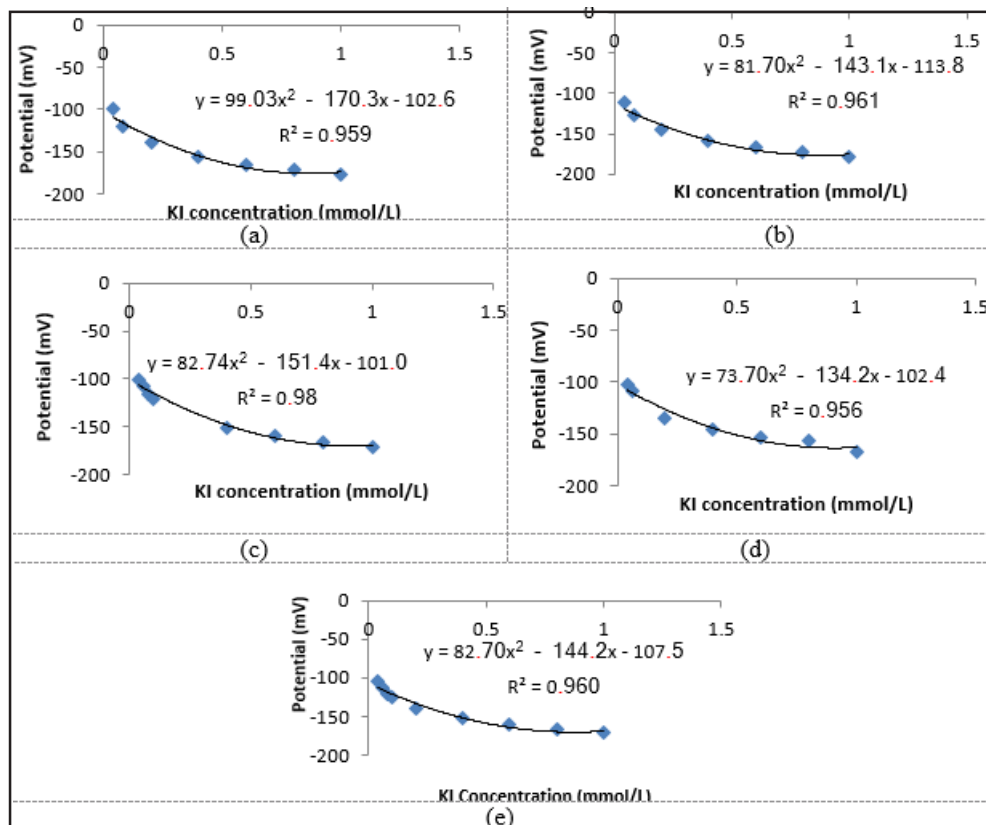 0
0
0.5
1
1.5
-50
-100
-150
-200
Potential (mV)
y = 99.03x² - 170.3x - 102.6
R² = 0.959
KI concentration (mmol/L)
(a)
0
0
0.5
1
1.5
-50
-100
-150
-200
Potential (mV)
y = 81.70x² - 143.1x - 113.8
R² = 0.961
KI concentration (mmol/L)
(b)
0
0
0.5
1
1.5
-50
-100
-150
-200
Potential (mV)
y = 82.74x² - 151.4x - 101.0
R² = 0.98
KI concentration (mmol/L)
(c)
0
0
0.5
1
1.5
-50
-100
-150
-200
Potential (mV)
y = 73.70x² - 134.2x - 102.4
R² = 0.956
KI concentration (mmol/L)
(d)
0
0
0.5
1
1.5
-50
-100
-150
-200
Potential (mV)
y = 82.70x² - 144.2x - 107.5
R² = 0.960
KI Concentration (mmol/L)
(e)